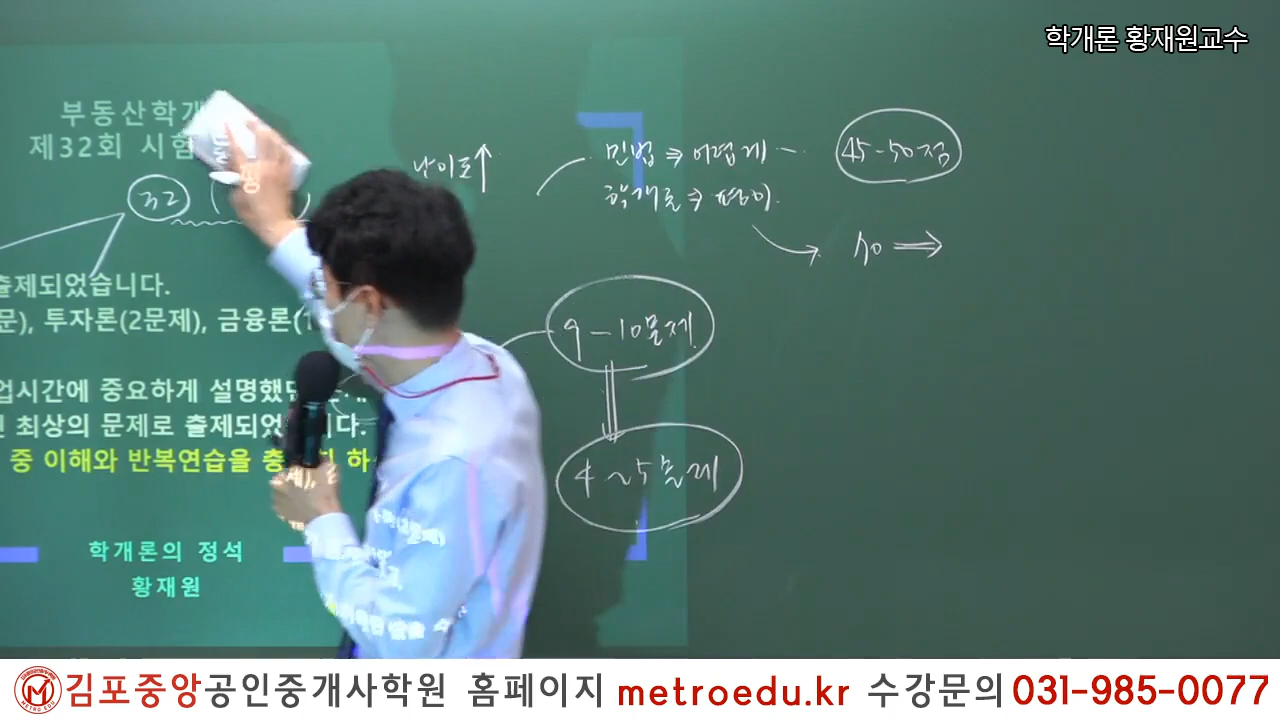 학개론 황재원교수
부동산학개
제32회 시험
32
난이도↑
민법 ⇒ 어렵게
45-50점
학개론 ⇒ 평이
40 ⇒
출제되었습니다.
문), 투자론(2문제), 금융론(1
9-10문제
업시간에 중요하게 설명했던
최상의 문제로 출제되었 니다.
중 이해와 반복연습을 충
4~5문제
학개론의 정석
황재원
METRO EDU
김포중앙공인중개사학원 홈페이지 metroedu.kr 수강문의 031-985-0077